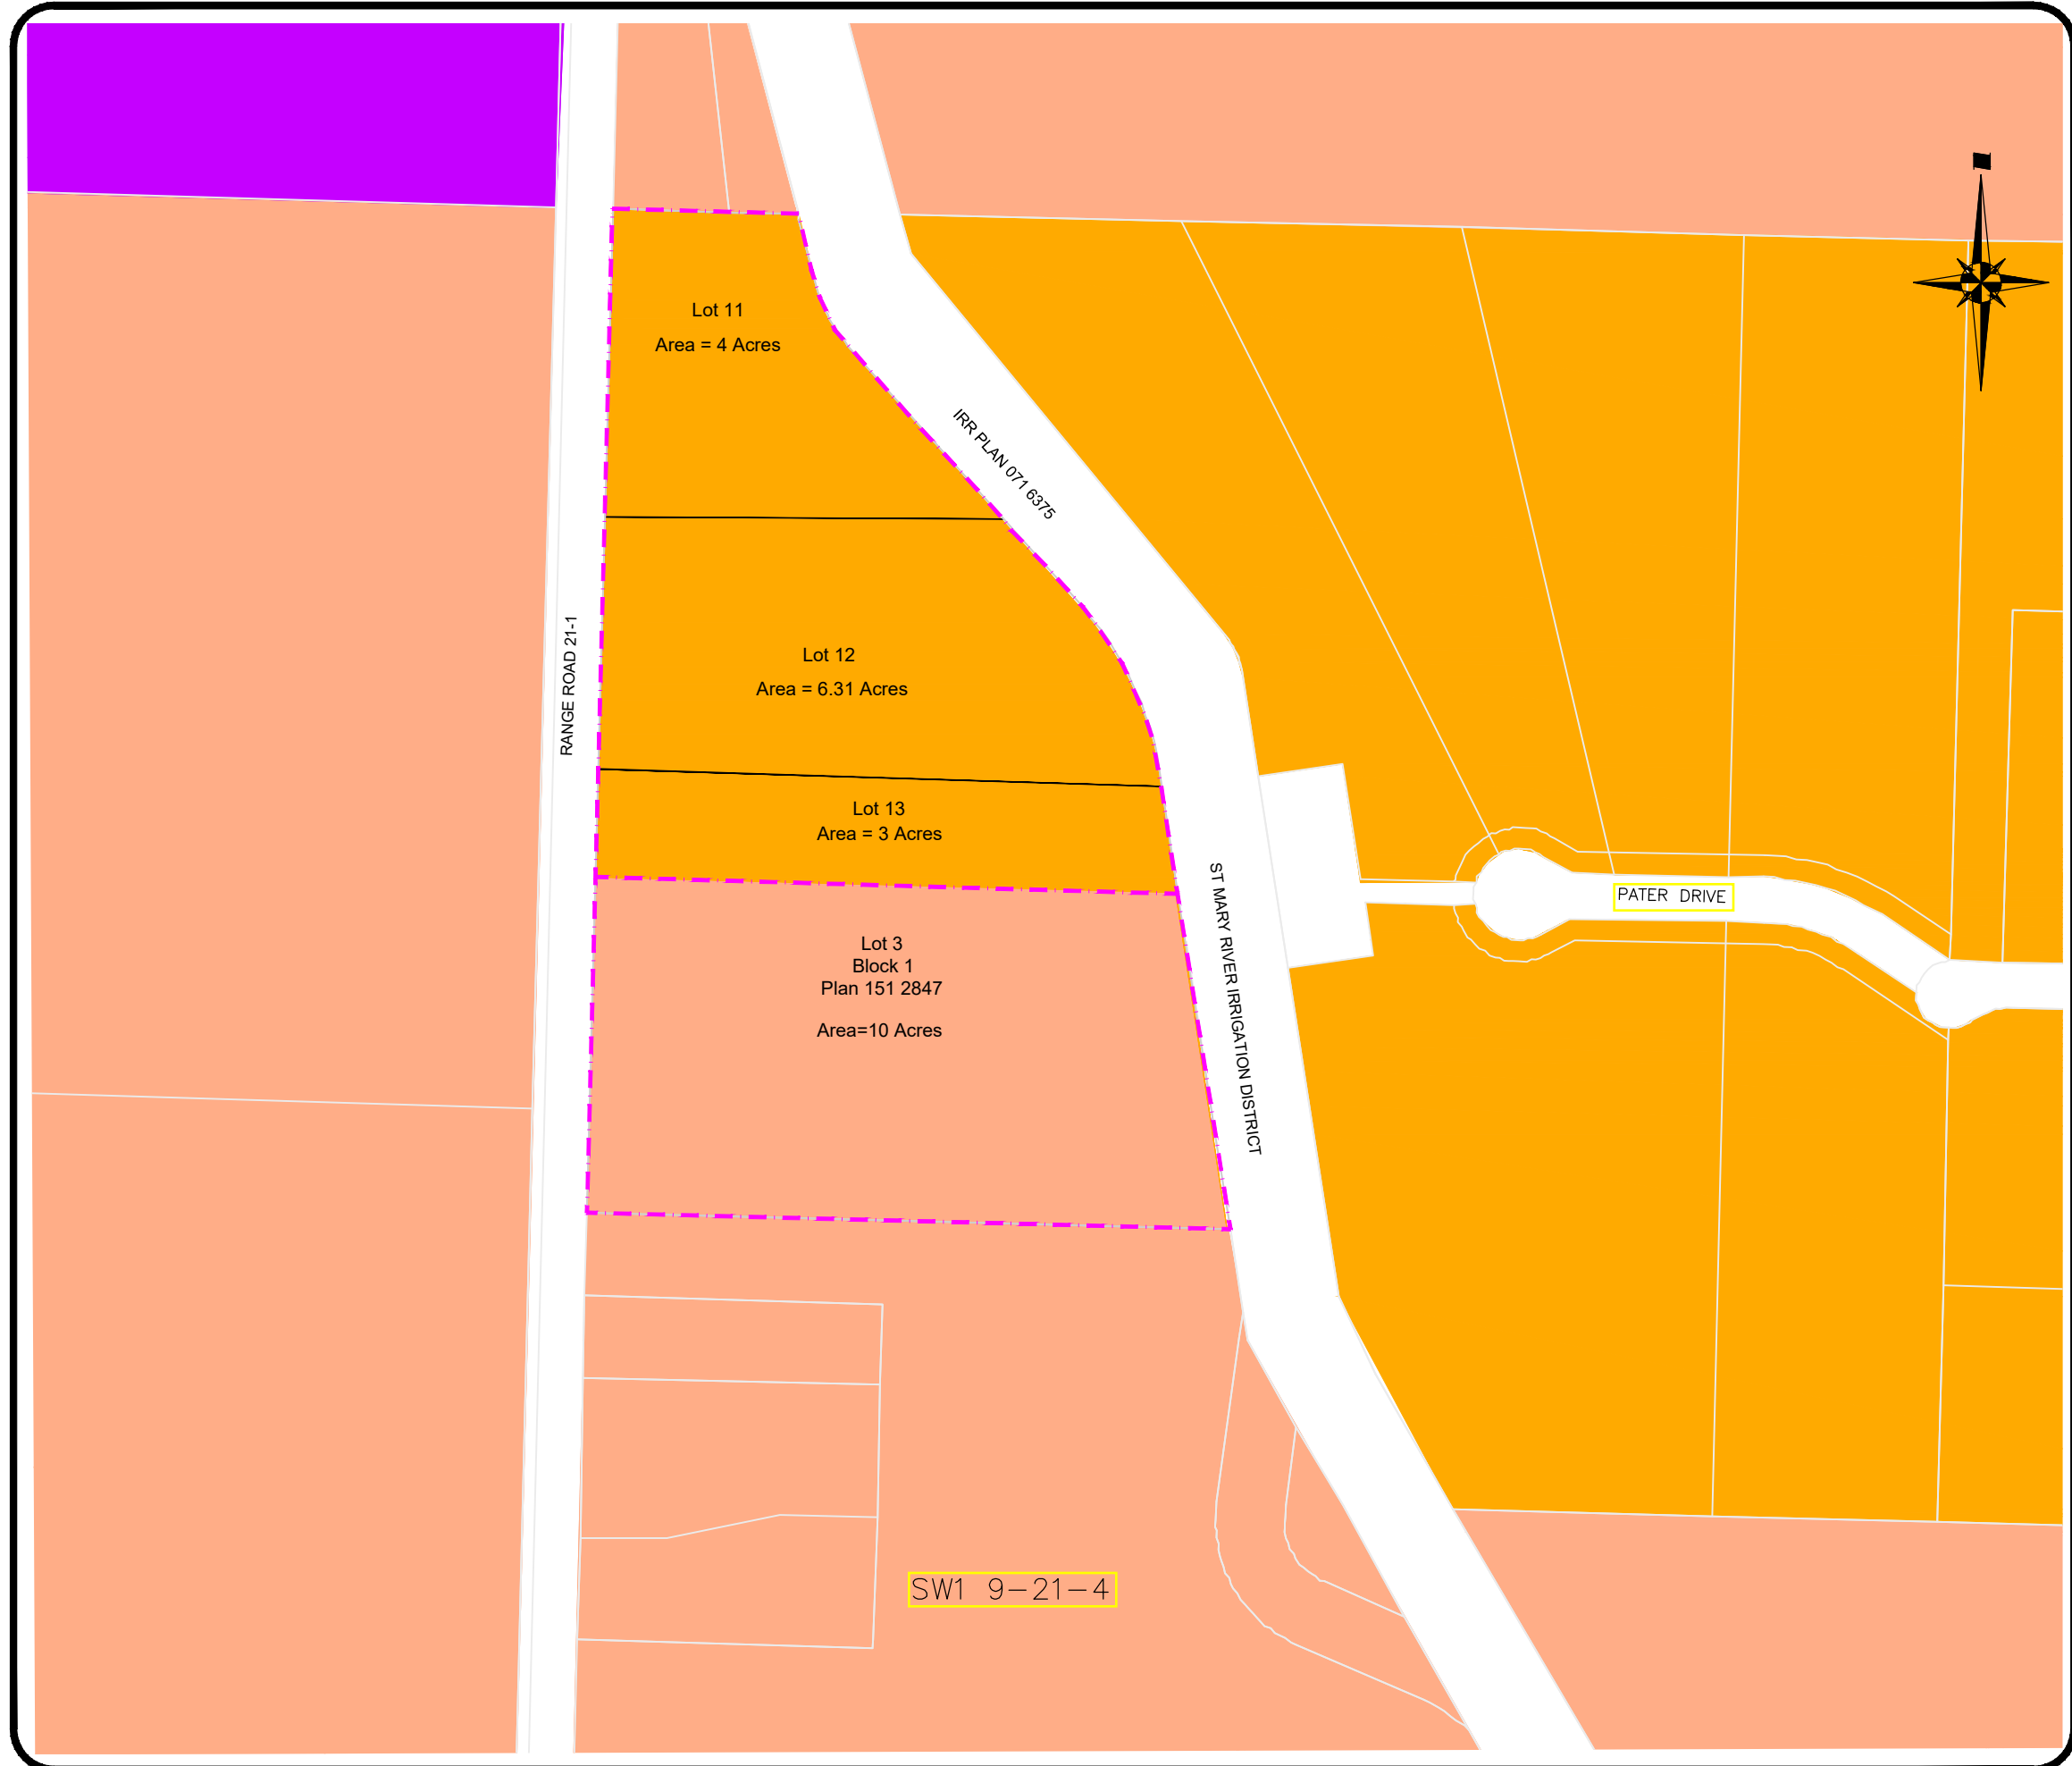 Lot 11
Area = 4 Acres
IRR PLAN 071 6375
RANGE ROAD 21-1
Lot 12
Area = 6.31 Acres
Lot 13
Area = 3 Acres
ST MARY RIVER IRRIGATION DISTRICT
PATER DRIVE
Lot 3
Block 1
Plan 151 2847
Area=10 Acres
SW1 9-21-4